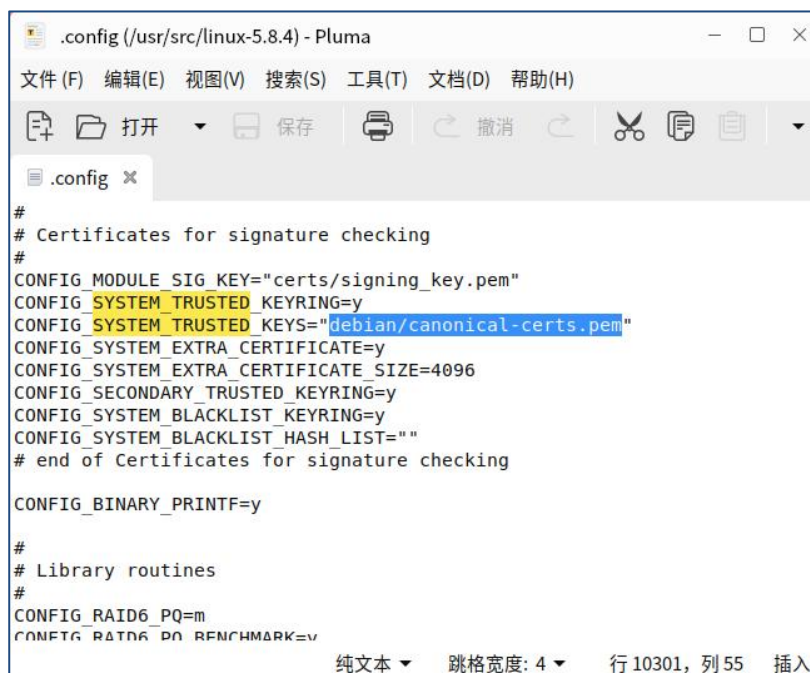 .config (/usr/src/linux-5.8.4) - Pluma
文件 (F) 编辑(E) 视图(V) 搜索(S) 工具(T) 文档(D) 帮助(H)
打开 保存 撤消
.config
#
# Certificates for signature checking
#
CONFIG_MODULE_SIG_KEY="certs/signing_key.pem"
CONFIG_SYSTEM_TRUSTED_KEYRING=y
CONFIG_SYSTEM_TRUSTED_KEYS="debian/canonical-certs.pem"
CONFIG_SYSTEM_EXTRA_CERTIFICATE=y
CONFIG_SYSTEM_EXTRA_CERTIFICATE_SIZE=4096
CONFIG_SECONDARY_TRUSTED_KEYRING=y
CONFIG_SYSTEM_BLACKLIST_KEYRING=y
CONFIG_SYSTEM_BLACKLIST_HASH_LIST=""
# end of Certificates for signature checking
CONFIG_BINARY_PRINTF=y
#
# Library routines
#
CONFIG_RAID6_PQ=m
CONFIG_RAID6_PQ_BENCHMARK=y
纯文本 跳格宽度: 4 行 10301，列 55 插入